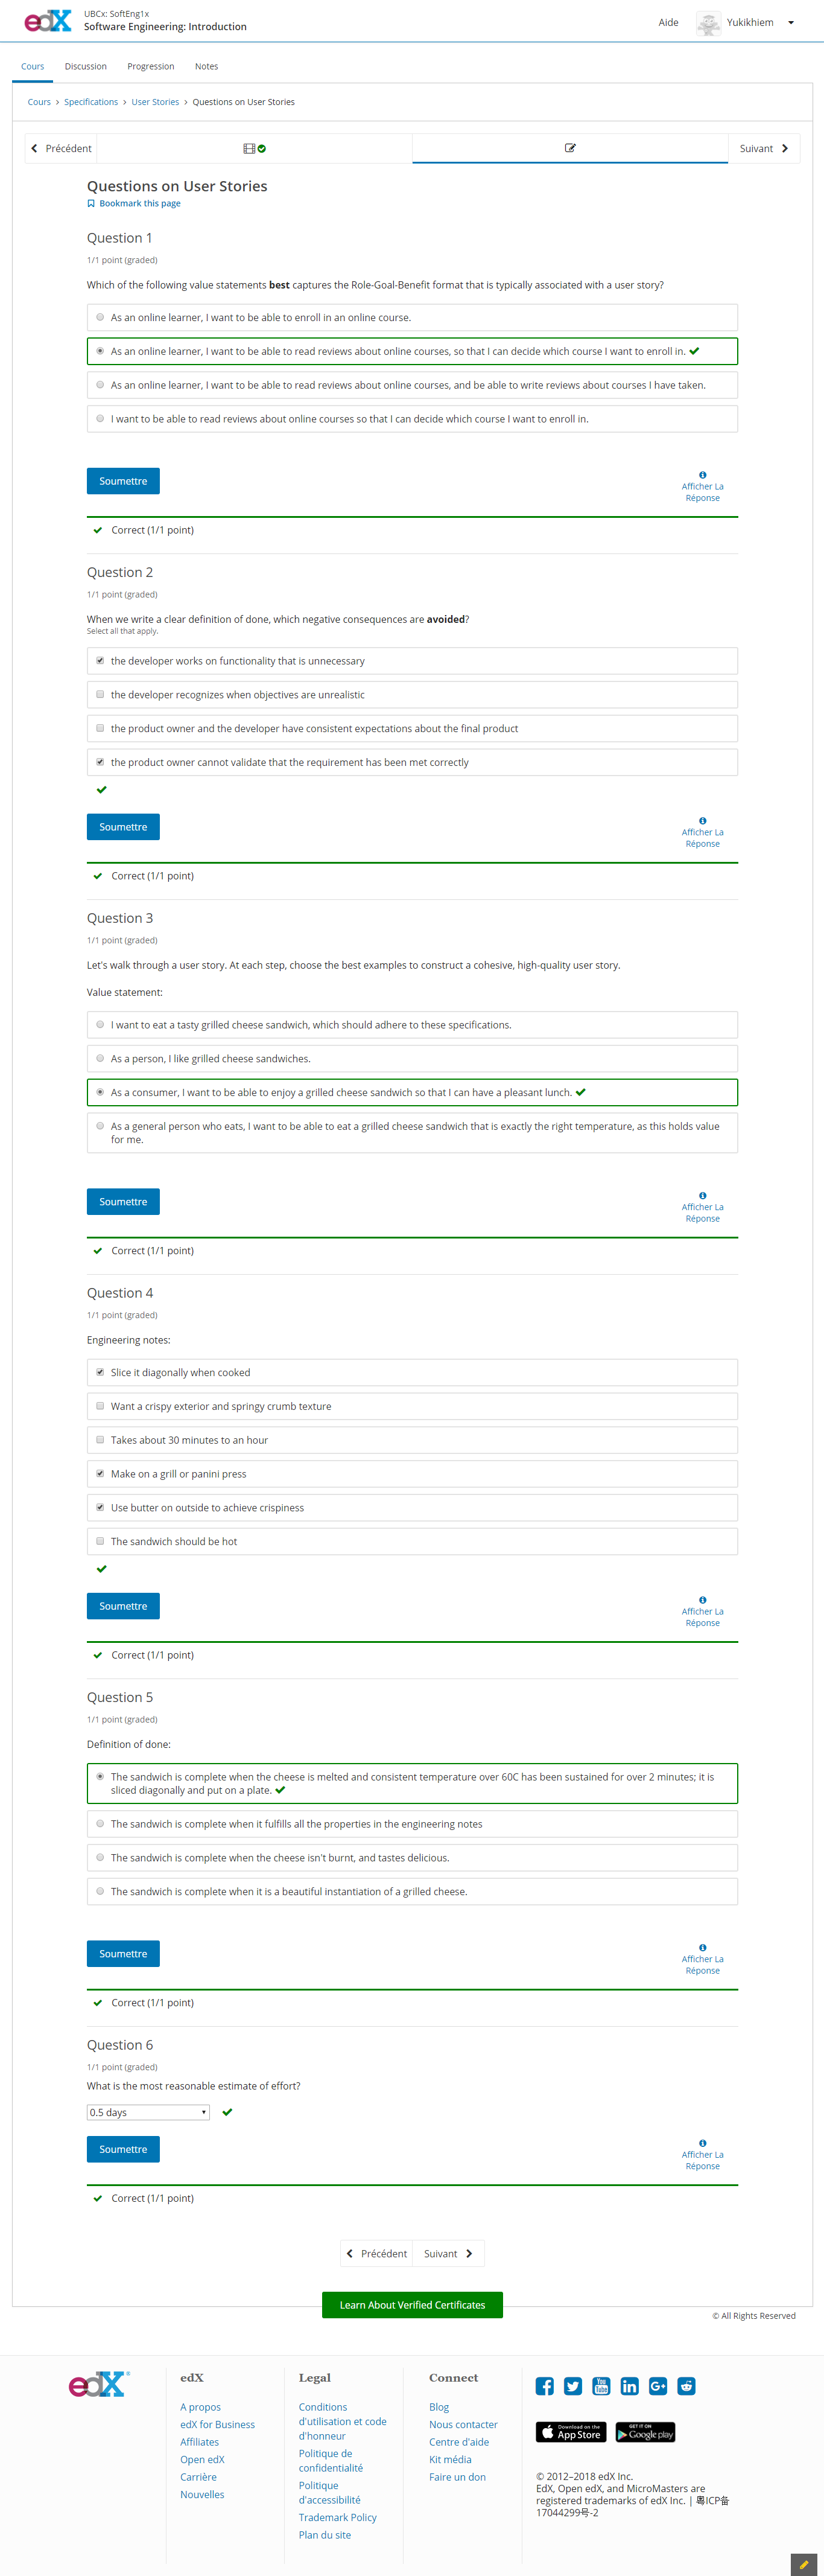 edX
UBCx: SoftEng1x
Software Engineering: Introduction
Aide
Yukikhiem
Cours
Discussion
Progression
Notes
Cours > Specifications > User Stories > Questions on User Stories
Précédent
Suivant
Questions on User Stories
Bookmark this page
Question 1
1/1 point (graded)
Which of the following value statements best captures the Role-Goal-Benefit format that is typically associated with a user story?
As an online learner, I want to be able to enroll in an online course.
As an online learner, I want to be able to read reviews about online courses, so that I can decide which course I want to enroll in.
As an online learner, I want to be able to read reviews about online courses, and be able to write reviews about courses I have taken.
I want to be able to read reviews about online courses so that I can decide which course I want to enroll in.
Soumettre
Afficher La
Réponse
Correct (1/1 point)
Question 2
1/1 point (graded)
When we write a clear definition of done, which negative consequences are avoided?
Select all that apply.
the developer works on functionality that is unnecessary
the developer recognizes when objectives are unrealistic
the product owner and the developer have consistent expectations about the final product
the product owner cannot validate that the requirement has been met correctly
Soumettre
Afficher La
Réponse
Correct (1/1 point)
Question 3
1/1 point (graded)
Let's walk through a user story. At each step, choose the best examples to construct a cohesive, high-quality user story.
Value statement:
I want to eat a tasty grilled cheese sandwich, which should adhere to these specifications.
As a person, I like grilled cheese sandwiches.
As a consumer, I want to be able to enjoy a grilled cheese sandwich so that I can have a pleasant lunch.
As a general person who eats, I want to be able to eat a grilled cheese sandwich that is exactly the right temperature, as this holds value
for me.
Soumettre
Afficher La
Réponse
Correct (1/1 point)
Question 4
1/1 point (graded)
Engineering notes:
Slice it diagonally when cooked
Want a crispy exterior and springy crumb texture
Takes about 30 minutes to an hour
Make on a grill or panini press
Use butter on outside to achieve crispiness
The sandwich should be hot
Soumettre
Afficher La
Réponse
Correct (1/1 point)
Question 5
1/1 point (graded)
Definition of done:
The sandwich is complete when the cheese is melted and consistent temperature over 60C has been sustained for over 2 minutes; it is
sliced diagonally and put on a plate.
The sandwich is complete when it fulfills all the properties in the engineering notes
The sandwich is complete when the cheese isn't burnt, and tastes delicious.
The sandwich is complete when it is a beautiful instantiation of a grilled cheese.
Soumettre
Afficher La
Réponse
Correct (1/1 point)
Question 6
1/1 point (graded)
What is the most reasonable estimate of effort?
0.5 days
Soumettre
Afficher La
Réponse
Correct (1/1 point)
Précédent
Suivant
Learn About Verified Certificates
© All Rights Reserved
edX®
edX
A propos
edX for Business
Affiliates
Open edX
Carrière
Nouvelles
Legal
Conditions
d'utilisation et code
d'honneur
Politique de
confidentialité
Politique
d'accessibilité
Trademark Policy
Plan du site
Connect
Blog
Nous contacter
Centre d'aide
Kit média
Faire un don
You
Tube
in
G+
Download on the
App Store
GET IT ON
Google play
© 2012–2018 edX Inc.
EdX, Open edX, and MicroMasters are
registered trademarks of edX Inc. | 粤ICP备
17044299号-2